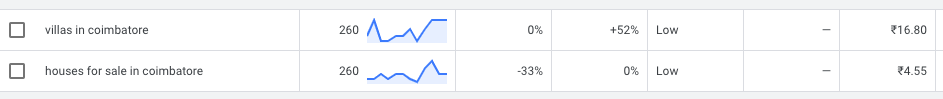 villas in coimbatore 260 0% +52% Low – ₹16.80
houses for sale in coimbatore 260 -33% 0% Low – ₹4.55